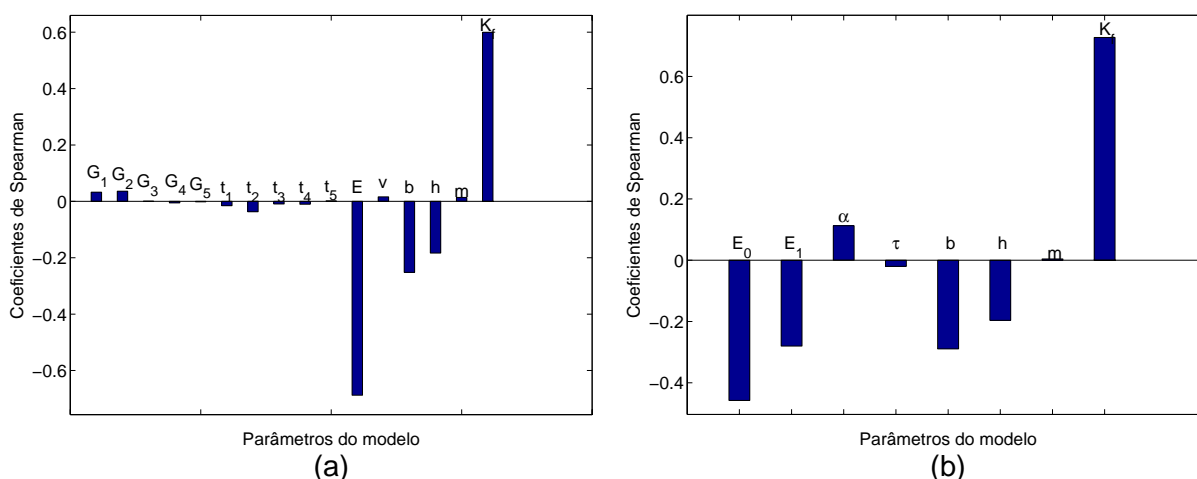 0.6
0.4
0.2
0
−0.2
−0.4
−0.6
Coeficientes de Spearman
G1 G2 G3 G4 G5 t1 t2 t3 t4 t5 E v b h m Kf
Parâmetros do modelo
(a)
0.6
0.4
0.2
0
−0.2
−0.4
Coeficientes de Spearman
E0 E1 α τ b h m Kf
Parâmetros do modelo
(b)